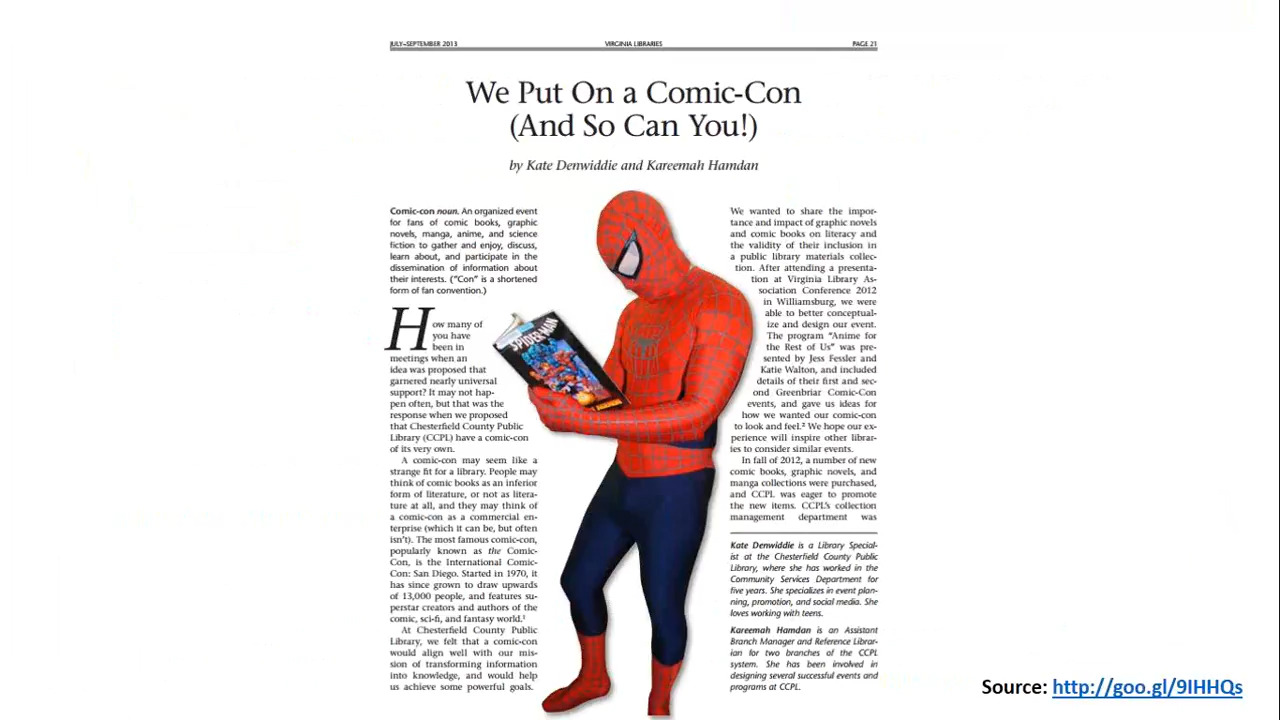 JULY–SEPTEMBER 2013 VIRGINIA LIBRARIES PAGE 21
We Put On a Comic-Con
(And So Can You!)
by Kate Denwiddie and Kareemah Hamdan
Comic-con noun. An organized event
for fans of comic books, graphic
novels, manga, anime, and science
fiction to gather and enjoy, discuss,
learn about, and participate in the
dissemination of information about
their interests. ("Con" is a shortened
form of fan convention.)
How many of
you have
been in
meetings when an
idea was proposed that
garnered nearly universal
support? It may not hap-
pen often, but that was the
response when we proposed
that Chesterfield County Public
Library (CCPL) have a comic-con
of its very own.
A comic-con may seem like a
strange fit for a library. People may
think of comic books as an inferior
form of literature, or not as litera-
ture at all, and they may think of
a comic-con as a commercial en-
terprise (which it can be, but often
isn't). The most famous comic-con,
popularly known as the Comic-
Con, is the International Comic-
Con: San Diego. Started in 1970, it
has since grown to draw upwards
of 13,000 people, and features su-
perstar creators and authors of the
comic, sci-fi, and fantasy world.¹
At Chesterfield County Public
Library, we felt that a comic-con
would align well with our mis-
sion of transforming information
into knowledge, and would help
us achieve some powerful goals.
SPIDER-MAN
We wanted to share the impor-
tance and impact of graphic novels
and comic books on literacy and
the validity of their inclusion in
a public library materials collec-
tion. After attending a presenta-
tion at Virginia Library As-
sociation Conference 2012
in Williamsburg, we were
able to better conceptual-
ize and design our event.
The program "Anime for
the Rest of Us" was pre-
sented by Jess Fessler and
Katie Walton, and included
details of their first and sec-
ond Greenbriar Comic-Con
events, and gave us ideas for
how we wanted our comic-con
to look and feel.² We hope our ex-
perience will inspire other librar-
ies to consider similar events.
In fall of 2012, a number of new
comic books, graphic novels, and
manga collections were purchased,
and CCPL was eager to promote
the new items. CCPL's collection
management department was
Kate Denwiddie is a Library Special-
ist at the Chesterfield County Public
Library, where she has worked in the
Community Services Department for
five years. She specializes in event plan-
ning, promotion, and social media. She
loves working with teens.
Kareemah Hamdan is an Assistant
Branch Manager and Reference Librar-
ian for two branches of the CCPL
system. She has been involved in
designing several successful events and
programs at CCPL.
Source: http://goo.gl/9IHHQs